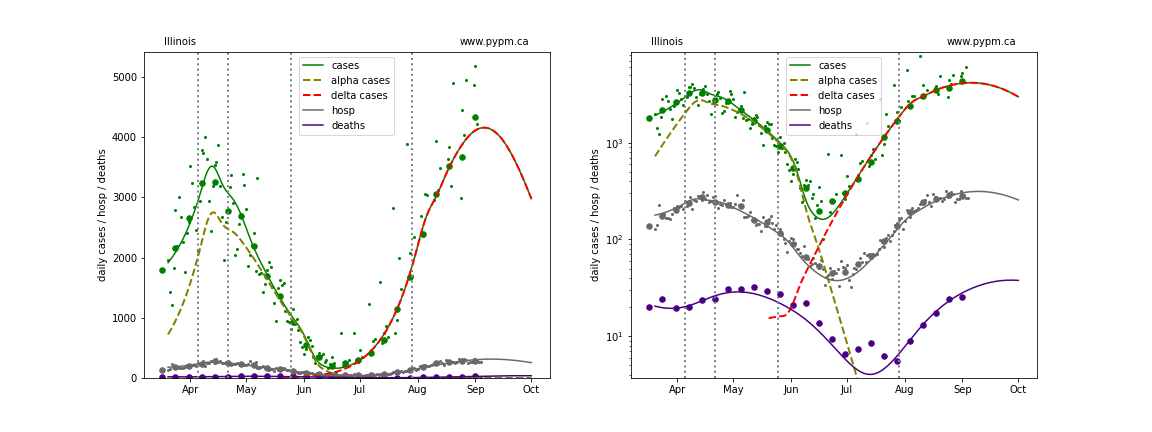 Illinois
www.pypm.ca
cases
alpha cases
delta cases
hosp
deaths
daily cases / hosp / deaths
5000
4000
3000
2000
1000
0
Apr May Jun Jul Aug Sep Oct
Illinois
www.pypm.ca
cases
alpha cases
delta cases
hosp
deaths
daily cases / hosp / deaths
10³
10²
10¹
Apr May Jun Jul Aug Sep Oct